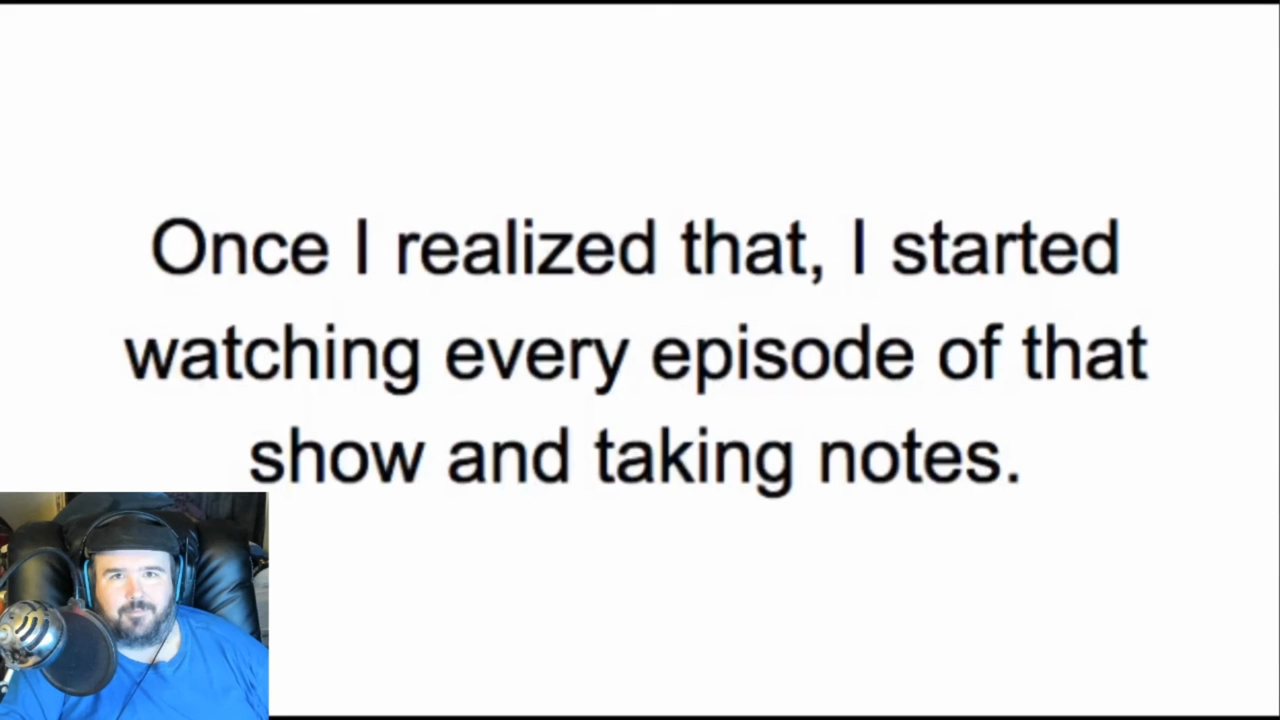 Once I realized that, I started
watching every episode of that
show and taking notes.